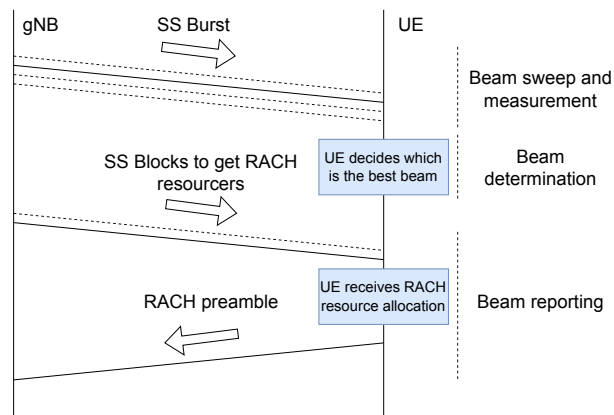 gNB
SS Burst
UE
Beam sweep and
measurement
UE decides which
is the best beam
Beam
determination
SS Blocks to get RACH
resourcers
UE receives RACH
resource allocation
RACH preamble
Beam reporting